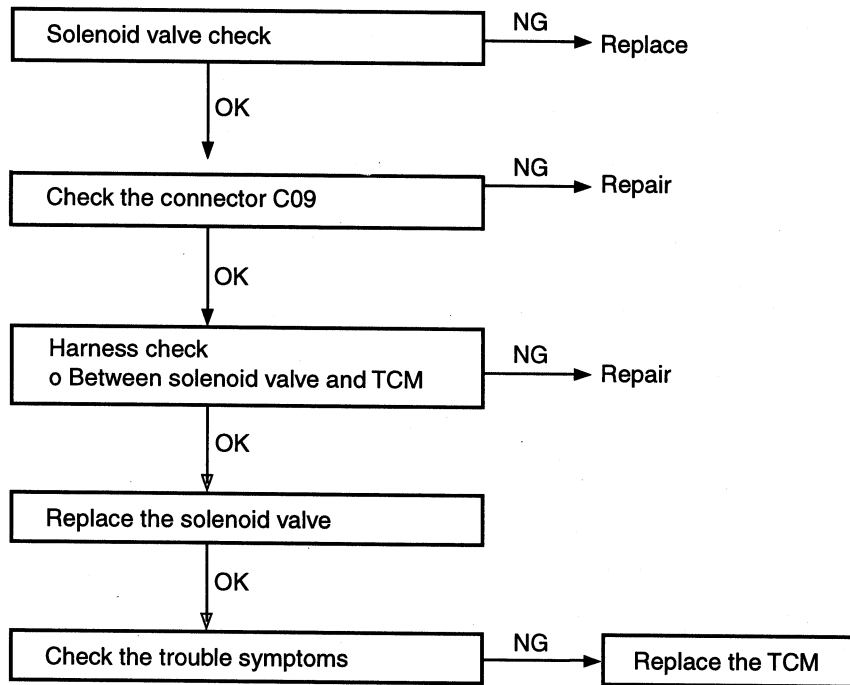 Solenoid valve check
NG
Replace
OK
Check the connector C09
NG
Repair
OK
Harness check
o Between solenoid valve and TCM
NG
Repair
OK
Replace the solenoid valve
OK
Check the trouble symptoms
NG
Replace the TCM